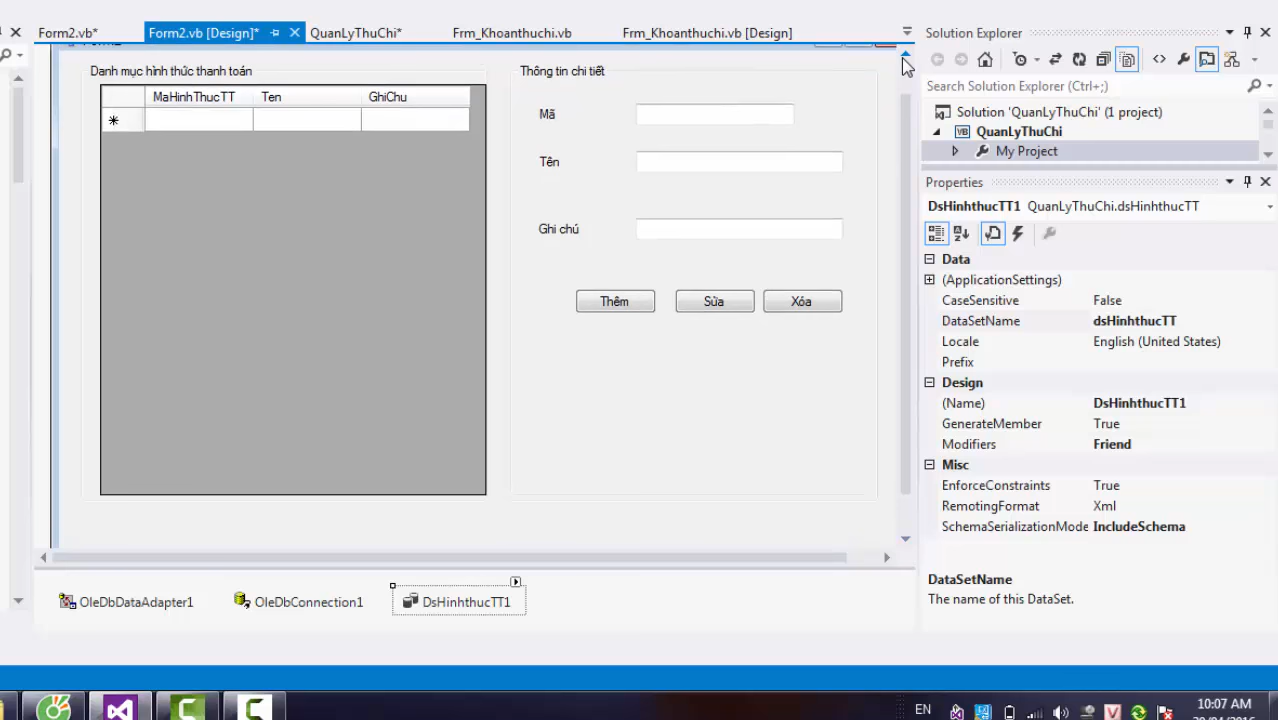 Form2.vb*
Form2.vb [Design]*
QuanLyThuChi*
Frm_Khoanthuchi.vb
Frm_Khoanthuchi.vb [Design]
Danh mục hình thức thanh toán
MaHinhThucTT
Ten
GhiChu
Thông tin chi tiết
Mã
Tên
Ghi chú
Thêm
Sửa
Xóa
OleDbDataAdapter1
OleDbConnection1
DsHinhthucTT1
Solution Explorer
Search Solution Explorer (Ctrl+;)
Solution 'QuanLyThuChi' (1 project)
VB QuanLyThuChi
My Project
Properties
DsHinhthucTT1 QuanLyThuChi.dsHinhthucTT
Data
(ApplicationSettings)
CaseSensitive False
DataSetName dsHinhthucTT
Locale English (United States)
Prefix
Design
(Name) DsHinhthucTT1
GenerateMember True
Modifiers Friend
Misc
EnforceConstraints True
RemotingFormat Xml
SchemaSerializationMode IncludeSchema
DataSetName
The name of this DataSet.
EN
10:07 AM